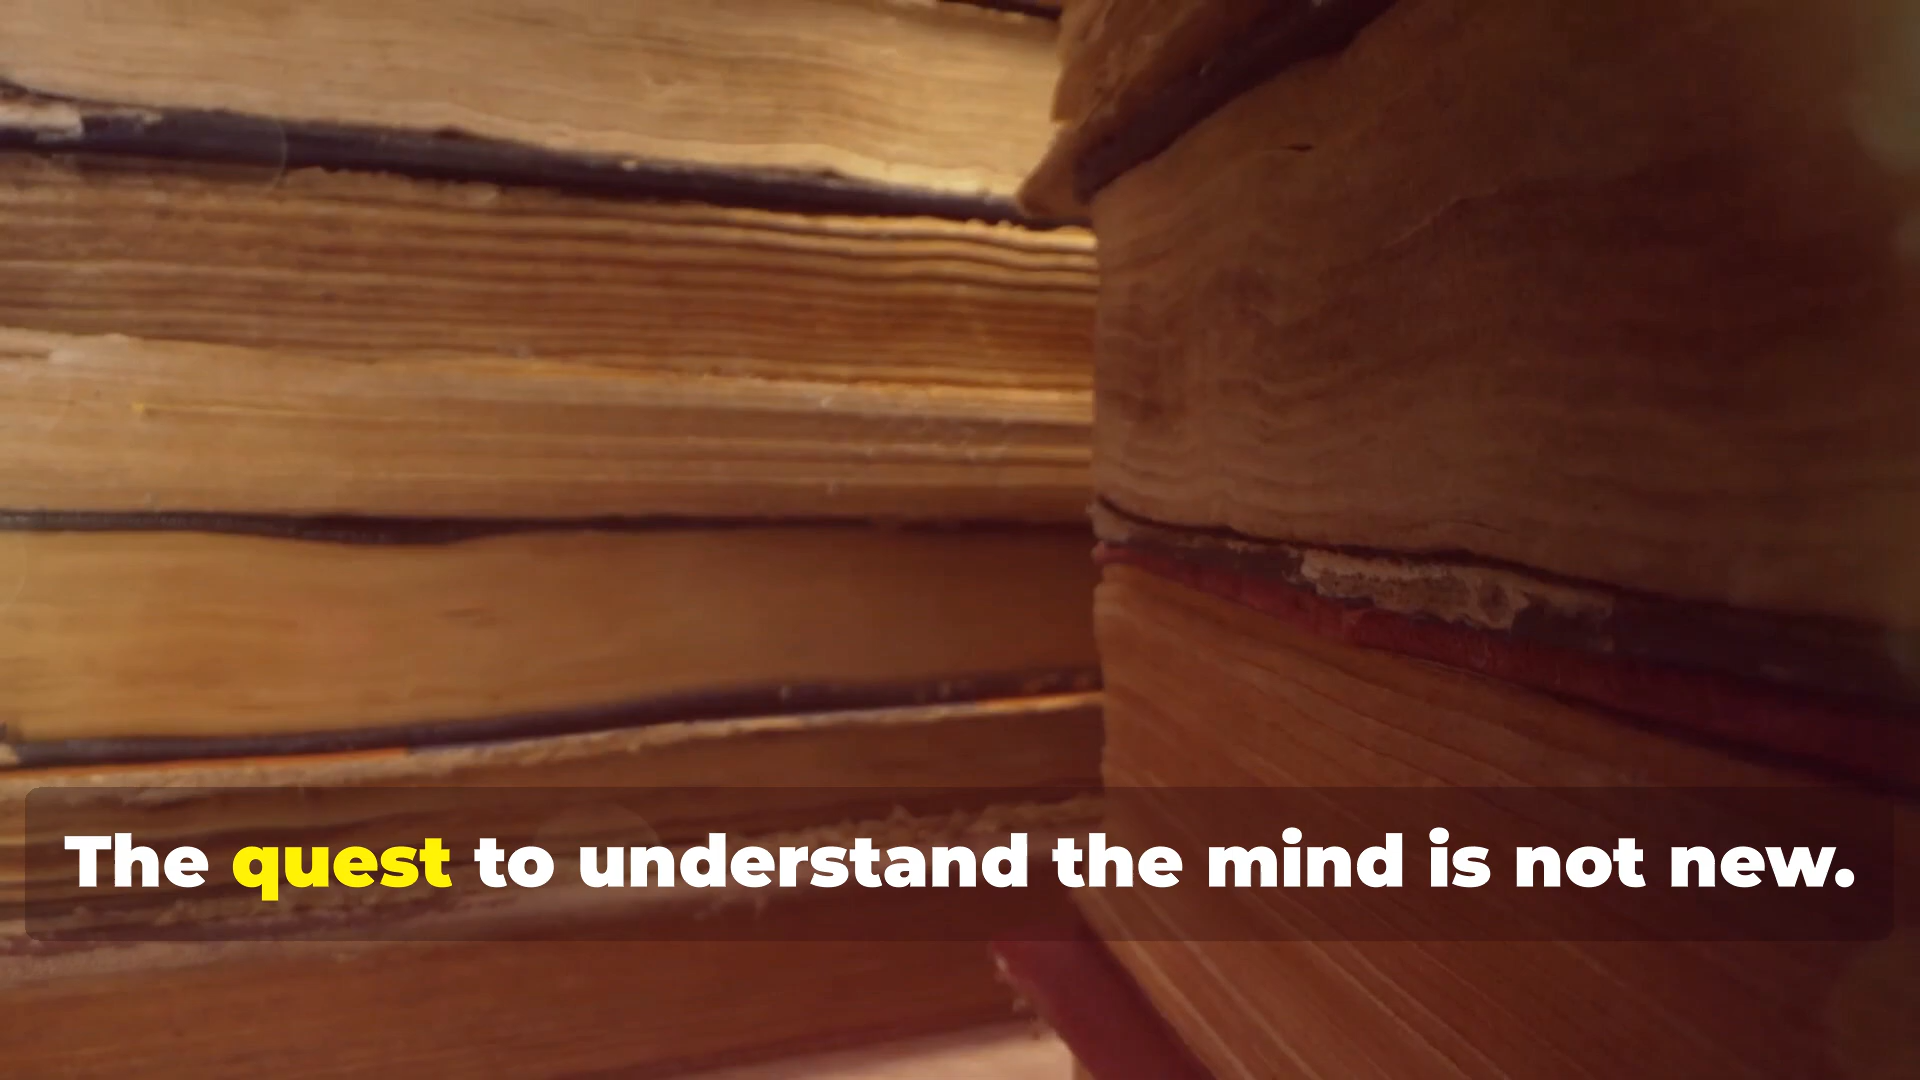 The quest to understand the mind is not new.